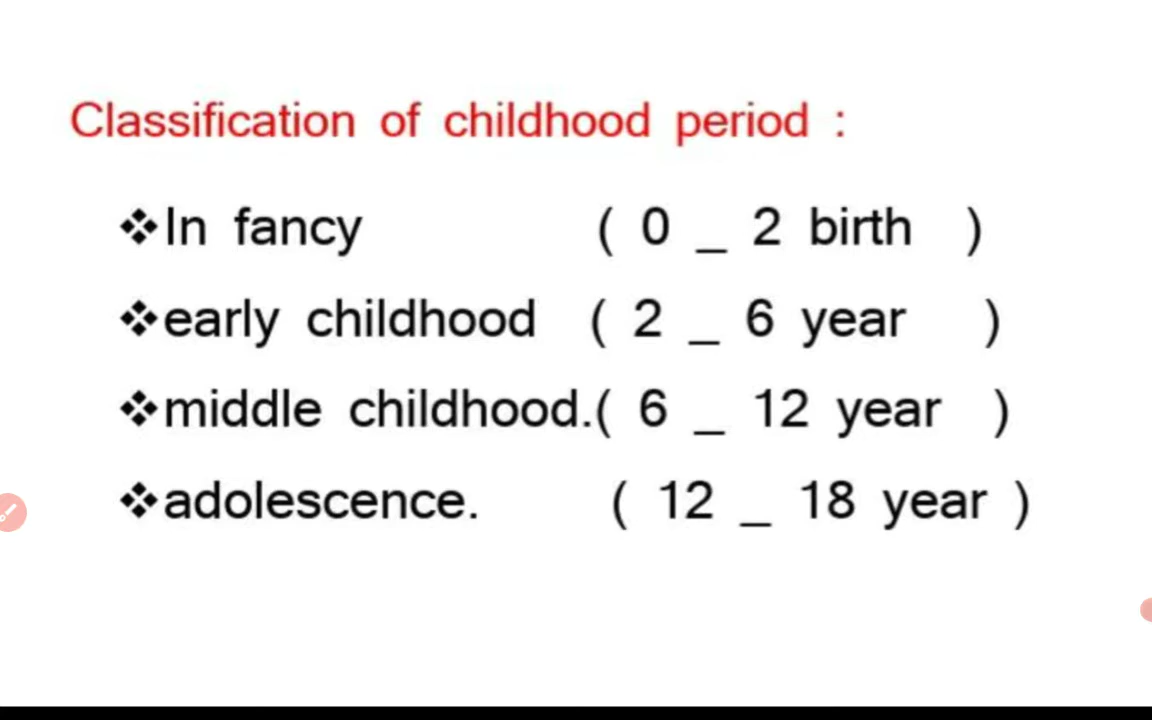 Classification of childhood period :
❖In fancy ( 0 _ 2 birth )
❖early childhood ( 2 _ 6 year )
❖middle childhood.( 6 _ 12 year )
❖adolescence. ( 12 _ 18 year )